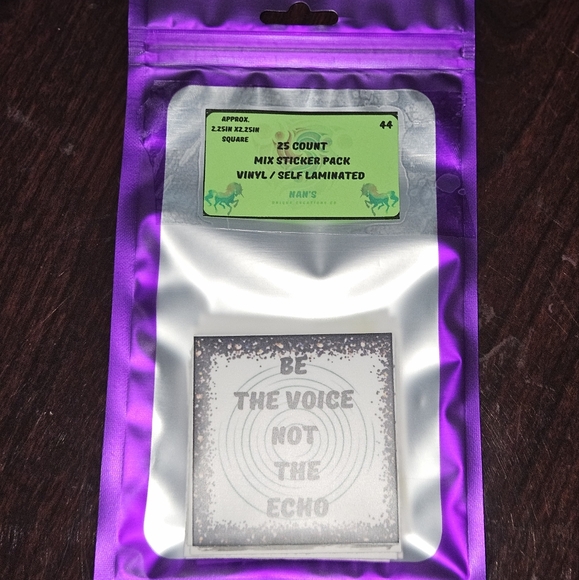 APPROX.
2.25IN X2.25IN
SQUARE
44
25 COUNT
MIX STICKER PACK
VINYL / SELF LAMINATED
HAN'S
BE
THE VOICE
NOT
THE
ECHO